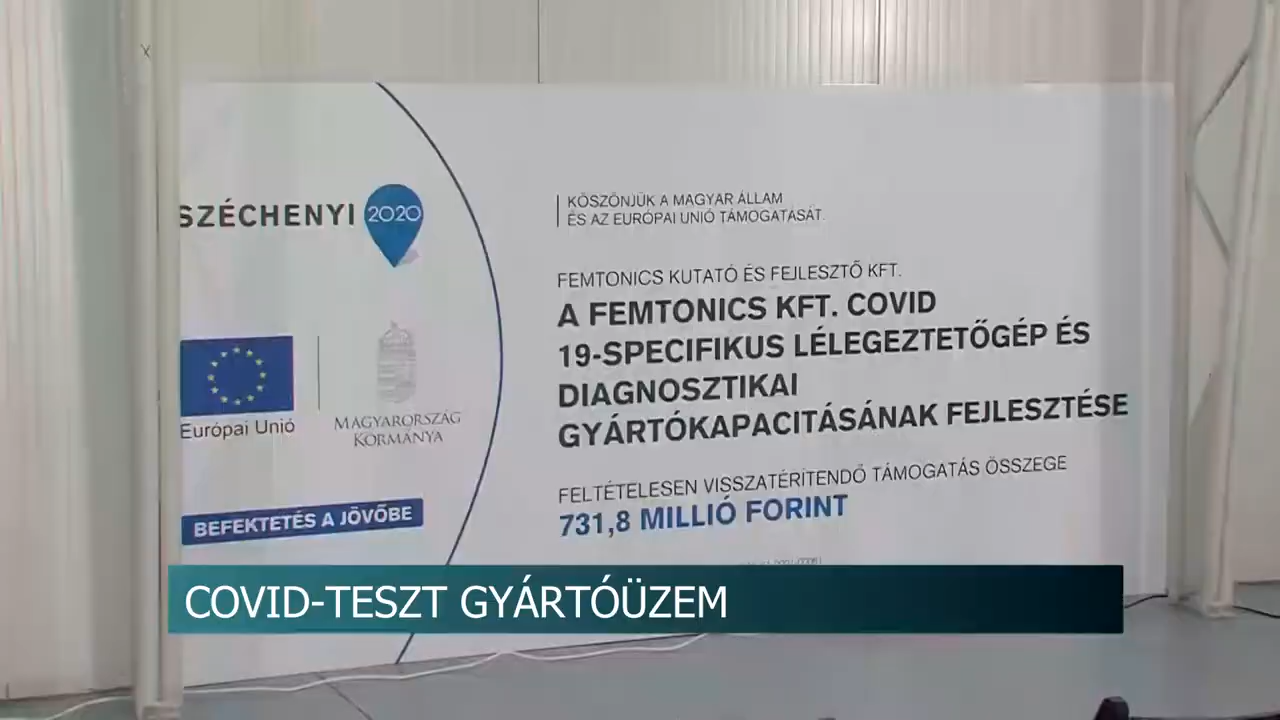 SZÉCHENYI 2020
KÖSZÖNJÜK A MAGYAR ÁLLAM
ÉS AZ EURÓPAI UNIÓ TÁMOGATÁSÁT.
FEMTONICS KUTATÓ ÉS FEJLESZTŐ KFT.
A FEMTONICS KFT. COVID
19-SPECIFIKUS LÉLEGEZTETŐGÉP ÉS
DIAGNOSZTIKAI
GYÁRTÓKAPACITÁSÁNAK FEJLESZTÉSE
Európai Unió
MAGYARORSZÁG
KORMÁNYA
FELTÉTELESEN VISSZATÉRÍTENDŐ TÁMOGATÁS ÖSSZEGE
731,8 MILLIÓ FORINT
BEFEKTETÉS A JÖVŐBE
COVID-TESZT GYÁRTÓÜZEM